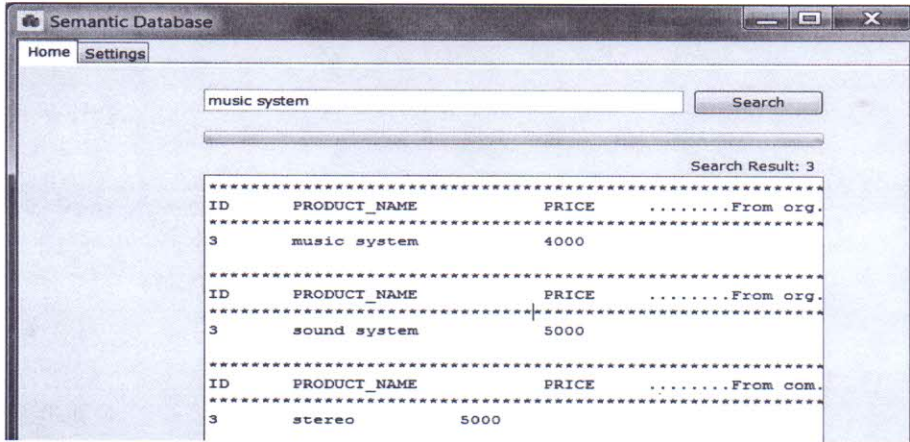 Semantic Database
Home Settings
music system Search
Search Result: 3
********************************************************************************
ID PRODUCT_NAME PRICE ........From org.
********************************************************************************
3 music system 4000
********************************************************************************
ID PRODUCT_NAME PRICE ........From org.
********************************************************************************
3 sound system 5000
********************************************************************************
ID PRODUCT_NAME PRICE ........From com.
********************************************************************************
3 stereo 5000